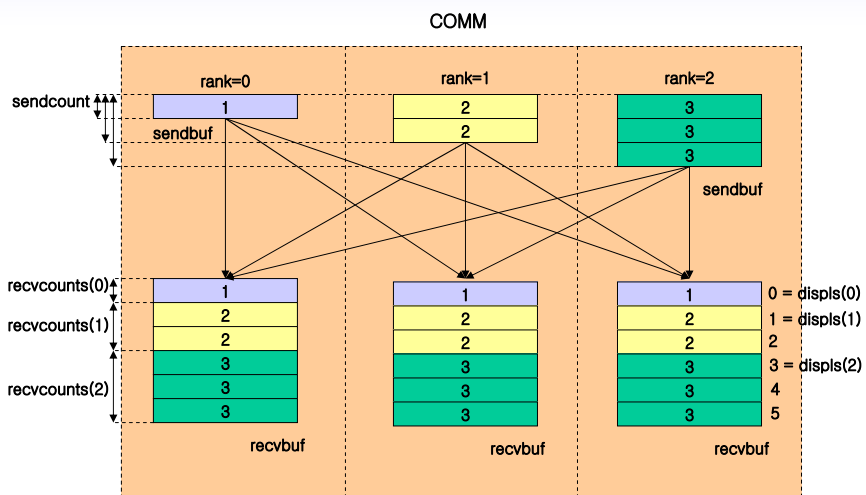 COMM
rank=0 rank=1 rank=2
sendcount 1 2 3
sendbuf 2 3
3
sendbuf
recvcounts(0) 1 1 1 0 = displs(0)
recvcounts(1) 2 2 2 1 = displs(1)
2 2 2 2
3 3 3 3 = displs(2)
recvcounts(2) 3 3 3 4
3 3 3 5
recvbuf recvbuf recvbuf